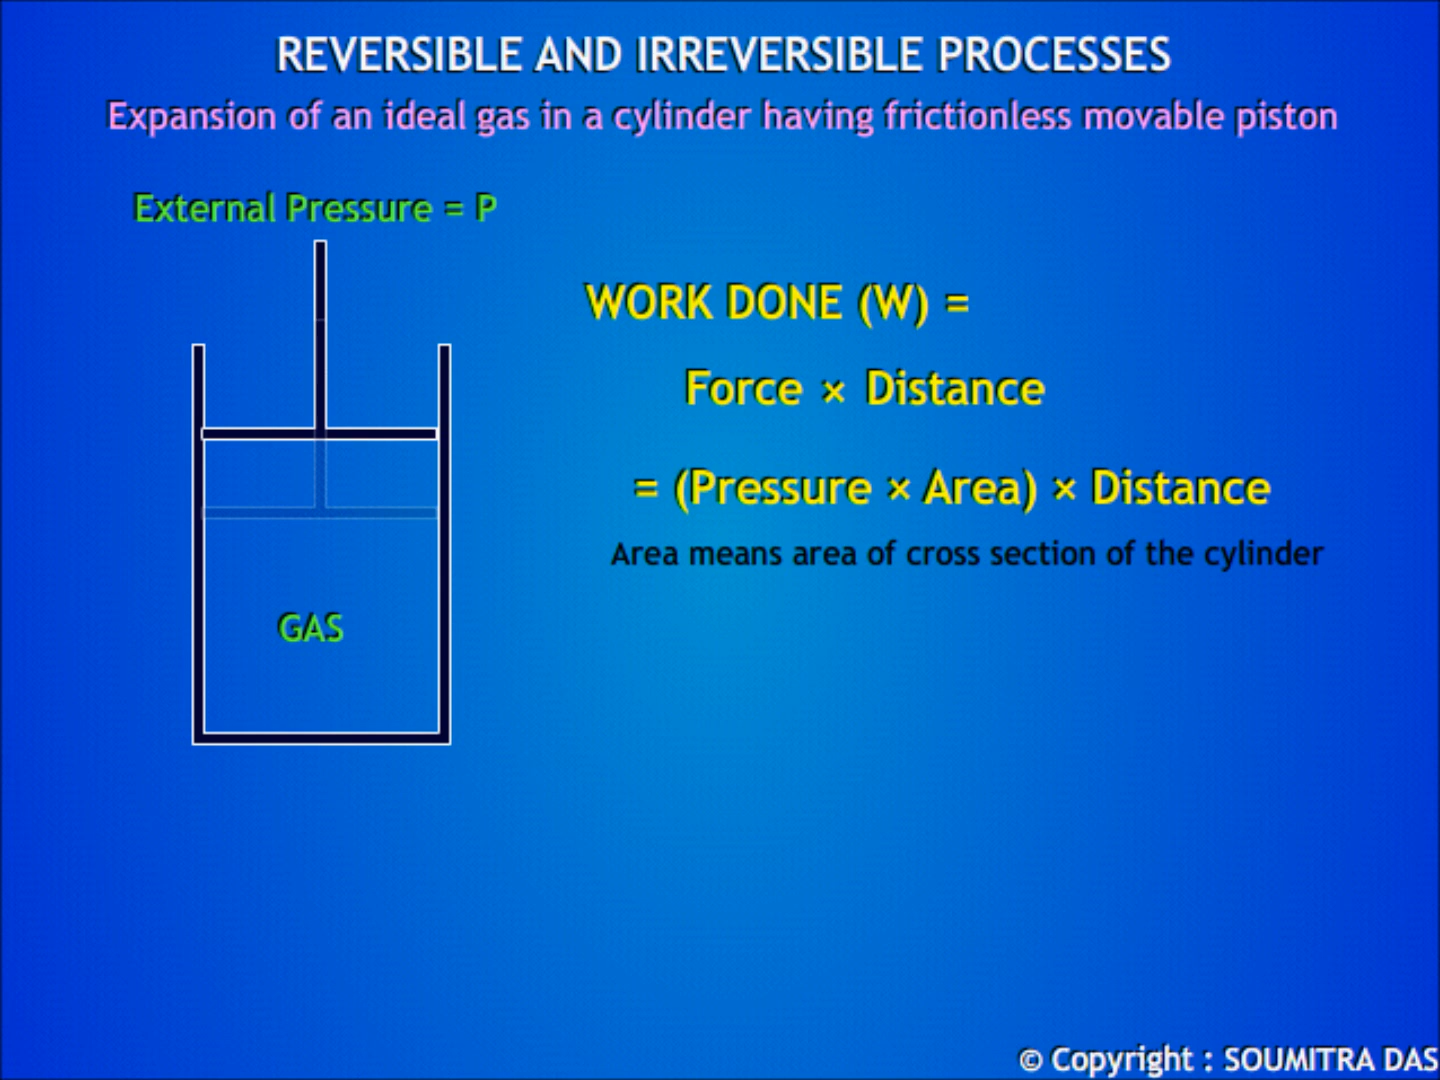 REVERSIBLE AND IRREVERSIBLE PROCESSES
Expansion of an ideal gas in a cylinder having frictionless movable piston
External Pressure = P
WORK DONE (W) =
Force × Distance
= (Pressure × Area) × Distance
Area means area of cross section of the cylinder
GAS
© Copyright : SOUMITRA DAS